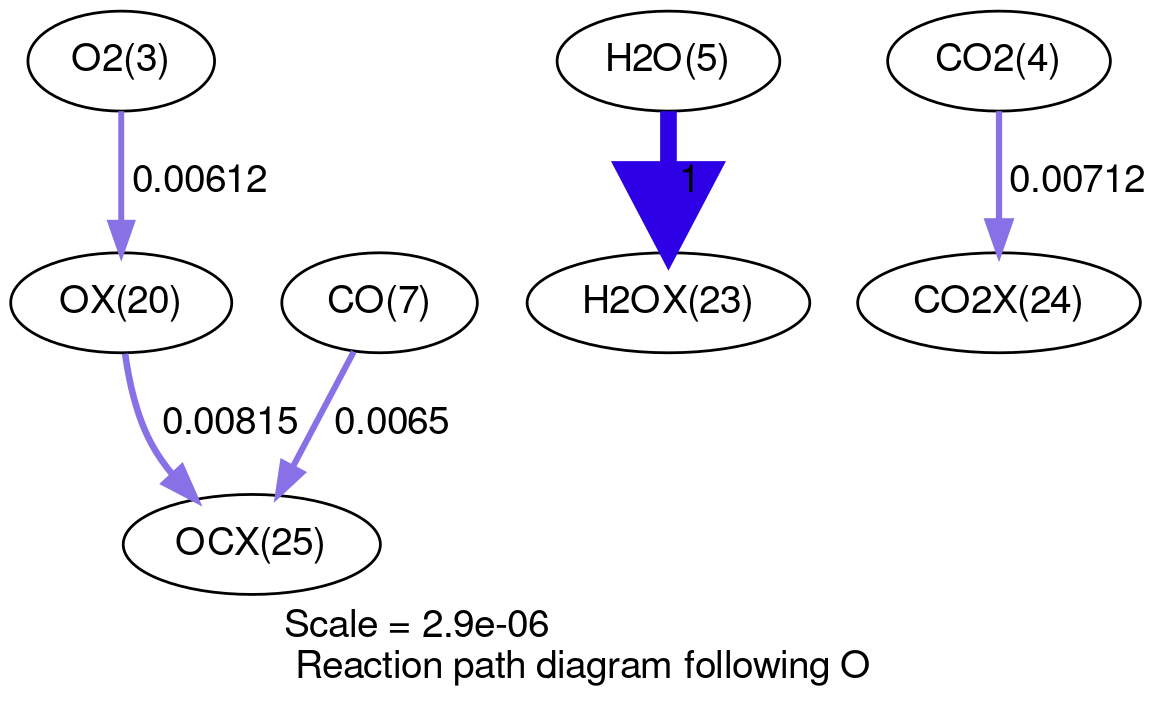 O2(3)
H2O(5)
CO2(4)
0.00612
1
0.00712
OX(20)
CO(7)
H2OX(23)
CO2X(24)
0.00815
0.0065
OCX(25)
Scale = 2.9e-06
Reaction path diagram following O